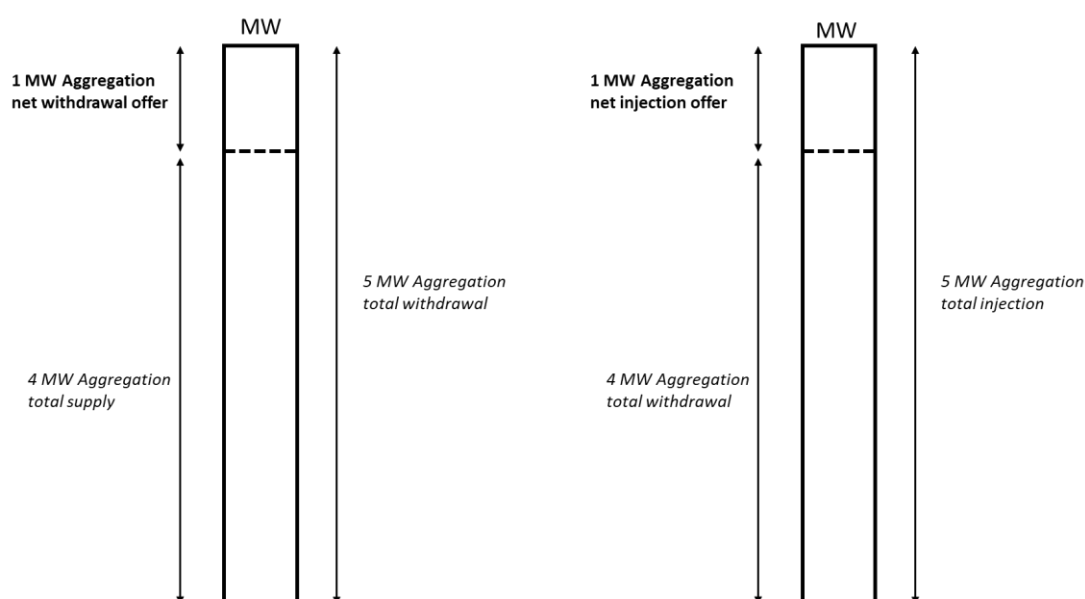 MW
1 MW Aggregation
net withdrawal offer
5 MW Aggregation
total withdrawal
4 MW Aggregation
total supply
MW
1 MW Aggregation
net injection offer
5 MW Aggregation
total injection
4 MW Aggregation
total withdrawal